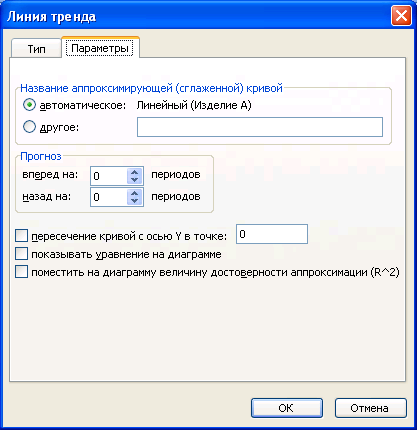 Линия тренда
Тип
Параметры
Название аппроксимирующей (сглаженной) кривой
автоматическое: Линейный (Изделие A)
другое:
Прогноз
вперед на: 0 периодов
назад на: 0 периодов
пересечение кривой с осью Y в точке: 0
показывать уравнение на диаграмме
поместить на диаграмму величину достоверности аппроксимации (R^2)
OK
Отмена